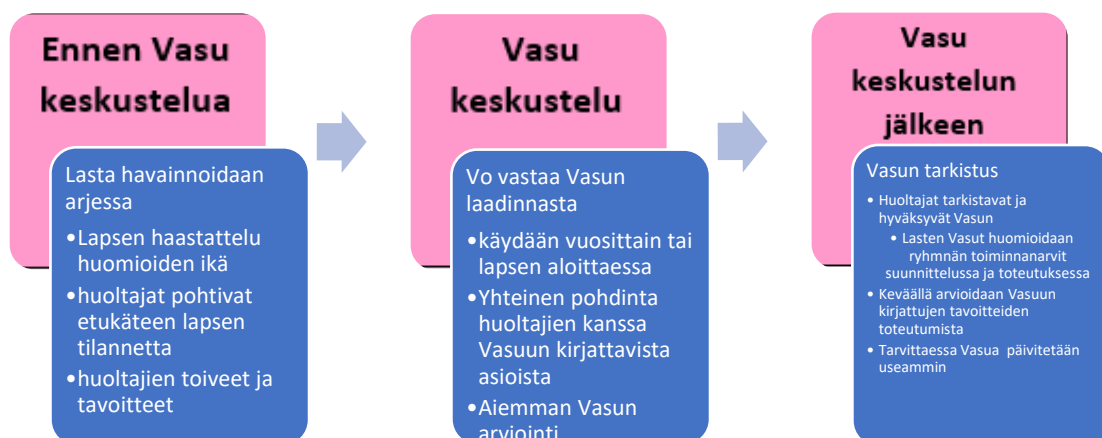 Ennen Vasu
keskustelua
Lasta havainnoidaan
arjessa
•Lapsen haastattelu
huomioiden ikä
•huoltajat pohtivat
etukäteen lapsen
tilannetta
•huoltajien toiveet ja
tavoitteet
Vasu
keskustelu
Vo vastaa Vasun
laadinnasta
•käydään vuosittain tai
lapsen aloittaessa
•Yhteinen pohdinta
huoltajien kanssa
Vasuun kirjattavista
asioista
•Aiemman Vasun
arviointi
Vasu
keskustelun
jälkeen
Vasun tarkistus
• Huoltajat tarkistavat ja
hyväksyvät Vasun
• Lasten Vasut huomioidaan
ryhmnän toiminnanarvit
suunnittelussa ja toteutuksessa
• Keväällä arvioidaan Vasuun
kirjattujen tavoitteiden
toteutumista
• Tarvittaessa Vasua päivitetään
useammin